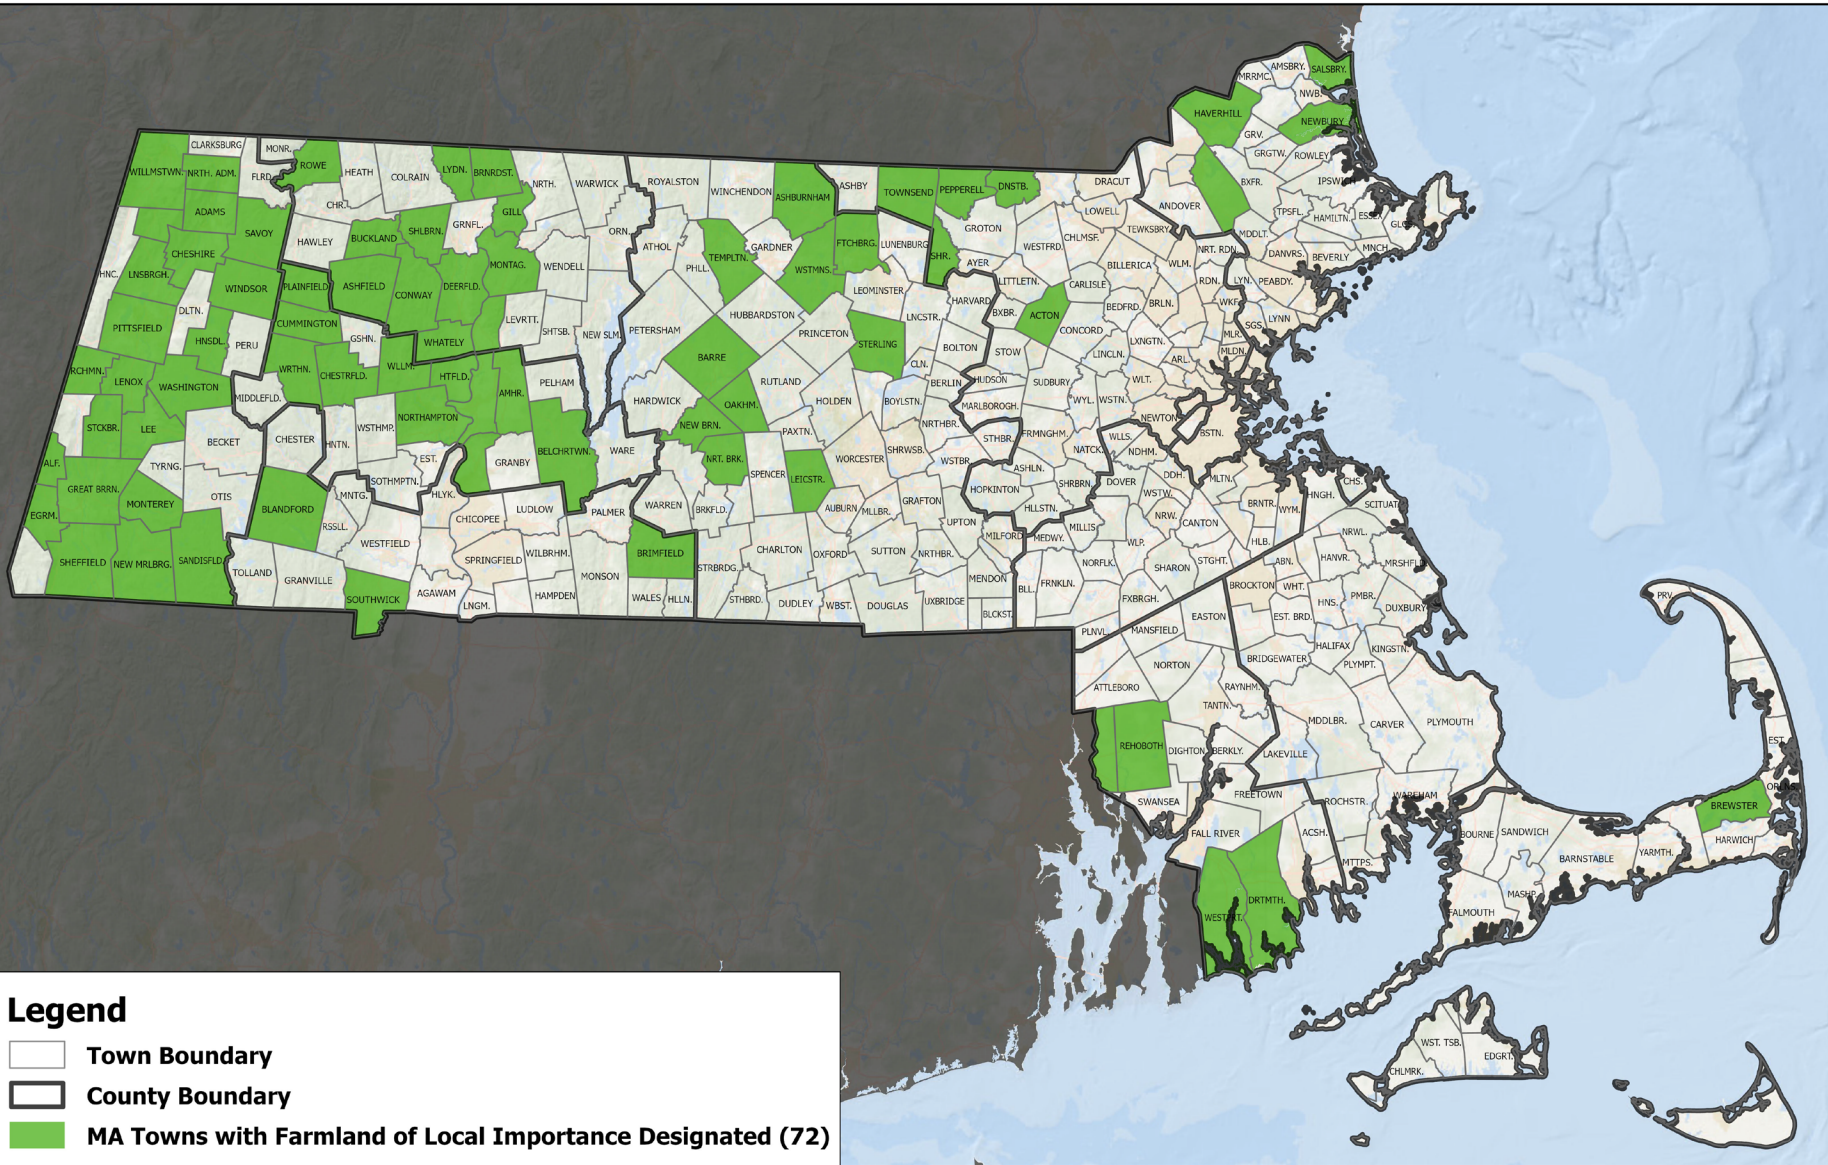 AMSBRY.
SALSBRY.
MRRMC.
NWB.
HAVERHILL
NEWBURY
GRV.
CLARKSBURG
MONR.
GRGTW.
ROWLEY
WILLMSTWN.
NRTH. ADM.
FLRD.
ROWE
HEATH
COLRAIN
LYDN.
BRNRDST.
NRTH.
WARWICK
ROYALSTON
WINCHENDON
ASHBURNHAM
ASHBY
TOWNSEND
PEPPERELL
DNSTB.
DRACUT
BXFR.
IPSWICH
ADAMS
CHR.
GILL
LOWELL
ANDOVER
TPSFL.
HAMILTN.
ESSEX
GLOC.
SAVOY
HAWLEY
BUCKLAND
SHLBRN.
GRNFL.
ORN.
ATHOL
GARDNER
FTCHBRG.
LUNENBURG
GROTON
WESTFRD.
CHLMSF.
TEWKSBRY.
MDDLT.
MNCH.
CHESHIRE
HNC.
LNSBRGH.
MONTAG.
WENDELL
PHLL.
TEMPLTN.
WSTMNS.
SHR.
AYER
BILLERICA
WLM.
NRT. RDN.
DANVRS.
BEVERLY
WINDSOR
PLAINFIELD
ASHFIELD
CONWAY
DEERFLD.
LEOMINSTER
LITTLETN.
CARLISLE
RDN.
LYN.
PEABDY.
DLTN.
HARVARD
BXBR.
ACTON
BEDFRD.
BRLN.
WKF.
PITTSFIELD
CUMMINGTON
LEVRTT.
SHTSB.
NEW SLM.
PETERSHAM
HUBBARDSTON
PRINCETON
LNCSTR.
CONCORD
SGS.
LYNN
HNSDL.
PERU
GSHN.
WHATELY
BARRE
STERLING
BOLTON
STOW
LINCLN.
LXNGTN.
MLR.
MLDN.
RCHMN.
LENOX
WASHINGTON
WRTHN.
CHESTRFLD.
WLLM.
HTFLD.
AMHR.
PELHAM
RUTLAND
CLN.
BERLIN
HUDSON
SUDBURY
WLT.
ARL.
MIDDLEFLD.
HARDWICK
OAKHM.
HOLDEN
BOYLSTN.
MARLBOROGH.
WYL.
WSTN.
STCKBR.
LEE
BECKET
CHESTER
HNTN.
WSTHMP.
NORTHAMPTON
NEW BRN.
PAXTN.
NRTHBR.
STHBR.
FRMNGHM.
NATCK.
WLLS.
NEWTON
BSTN.
ALF.
TYRNG.
EST.
GRANBY
BELCHRTWN.
WARE
NRT. BRK.
SPENCER
WORCESTER
SHRWSB.
WSTBR.
ASHLN.
NDHM.
GREAT BRRN.
MONTEREY
OTIS
BLANDFORD
MNTG.
SOTHMPTN.
HLYK.
LEICSTR.
HOPKINTON
SHRBRN.
DOVER
DDH.
MLTN.
HNGH.
CHS.
EGRM.
RSSLL.
CHICOPEE
LUDLOW
PALMER
WARREN
BRKFLD.
AUBURN
MLLBR.
GRAFTON
HLLSTN.
WSTW.
BRNTR.
WYM.
SCITUAT.
WESTFIELD
UPTON
MILLIS
NRW.
CANTON
SHEFFIELD
NEW MRLBRG.
SANDISFLD.
TOLLAND
GRANVILLE
SPRINGFIELD
WILBRHM.
BRIMFIELD
STRBRDG.
CHARLTON
OXFORD
SUTTON
NRTHBR.
MILFORD
MEDWY.
WLP.
HLB.
NRWL.
MONSON
NORFLK.
SHARON
STGHT.
ABN.
HANVR.
MRSHFL.
SOUTHWICK
AGAWAM
LNGM.
HAMPDEN
WALES
HLLN.
STHBRD.
DUDLEY
WBST.
DOUGLAS
UXBRIDGE
MENDON
BLCKST.
BLL.
FRNKLN.
FXBRGH.
BROCKTON
WHT.
HNS.
PMBR.
DUXBURY
PRV.
PLNVL.
MANSFIELD
EASTON
EST. BRD.
HALIFAX
KINGSTN.
NORTON
BRIDGEWATER
PLYMPT.
ATTLEBORO
RAYNHM.
TANTN.
MDDLBR.
CARVER
PLYMOUTH
REHOBOTH
DIGHTON
BERKLY.
LAKEVILLE
EST.
SWANSEA
FREETOWN
ROCHSTR.
WAREHAM
ORLNS.
BREWSTER
FALL RIVER
ACSH.
BOURNE
SANDWICH
HARWICH
BARNSTABLE
YARMTH.
MTTPS.
MASHP.
DRTMTH.
WESTPRT.
FALMOUTH
WST. TSB.
EDGRT.
CHLMRK.
Legend
Town Boundary
County Boundary
MA Towns with Farmland of Local Importance Designated (72)